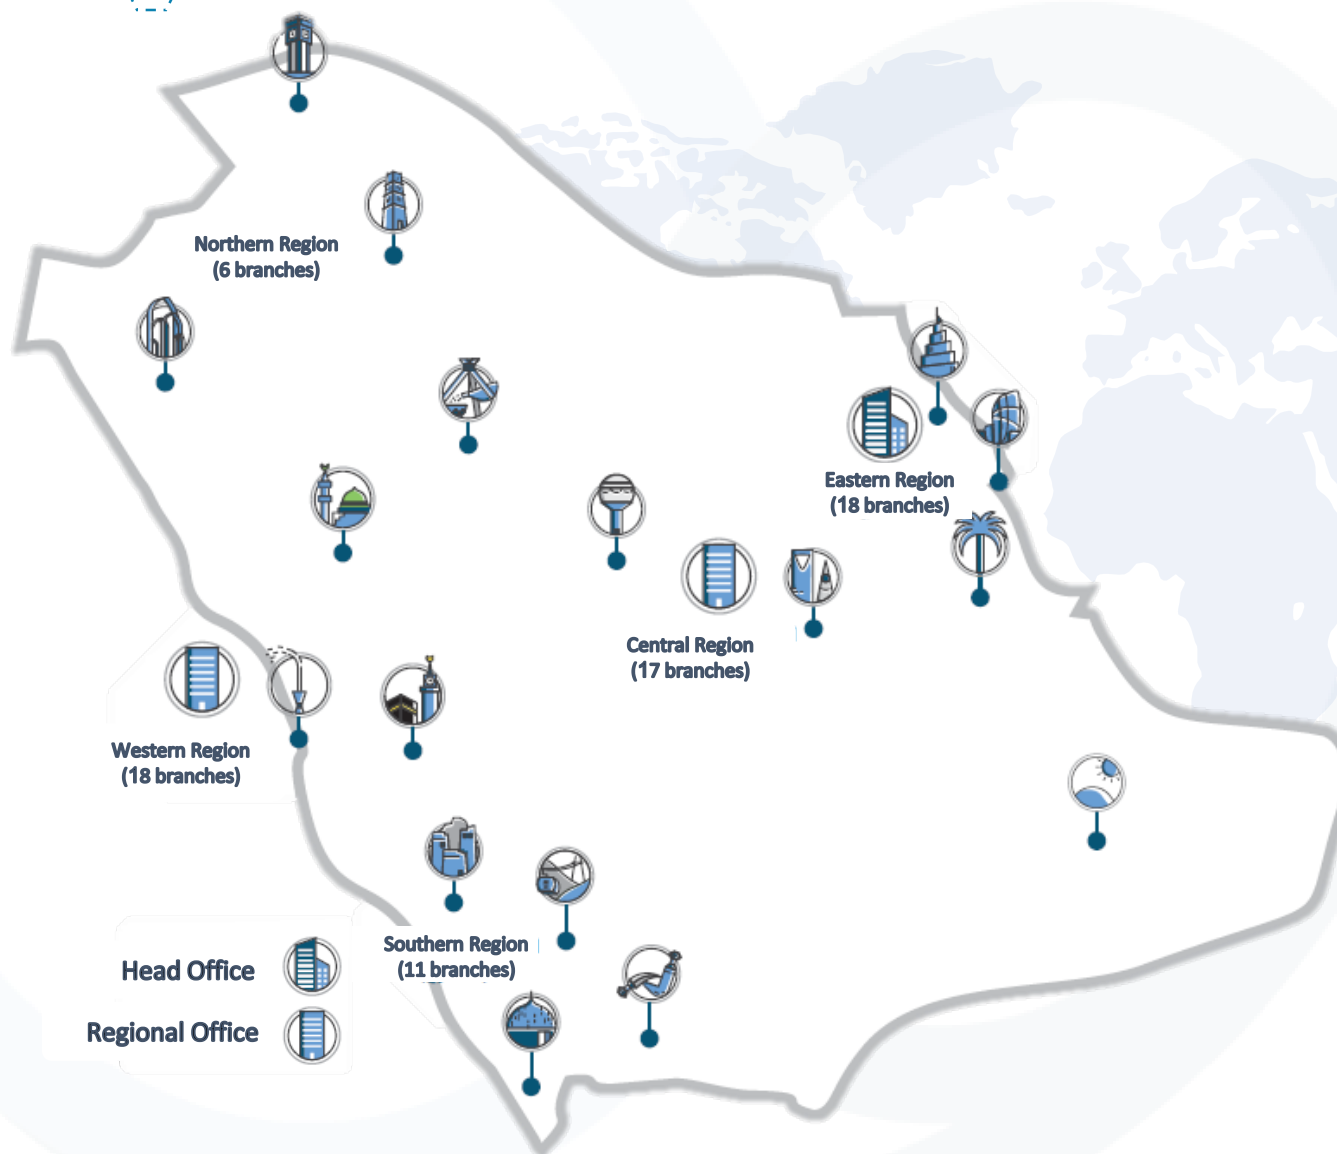 Northern Region
(6 branches)
Eastern Region
(18 branches)
Central Region
(17 branches)
Western Region
(18 branches)
Southern Region
(11 branches)
Head Office
Regional Office